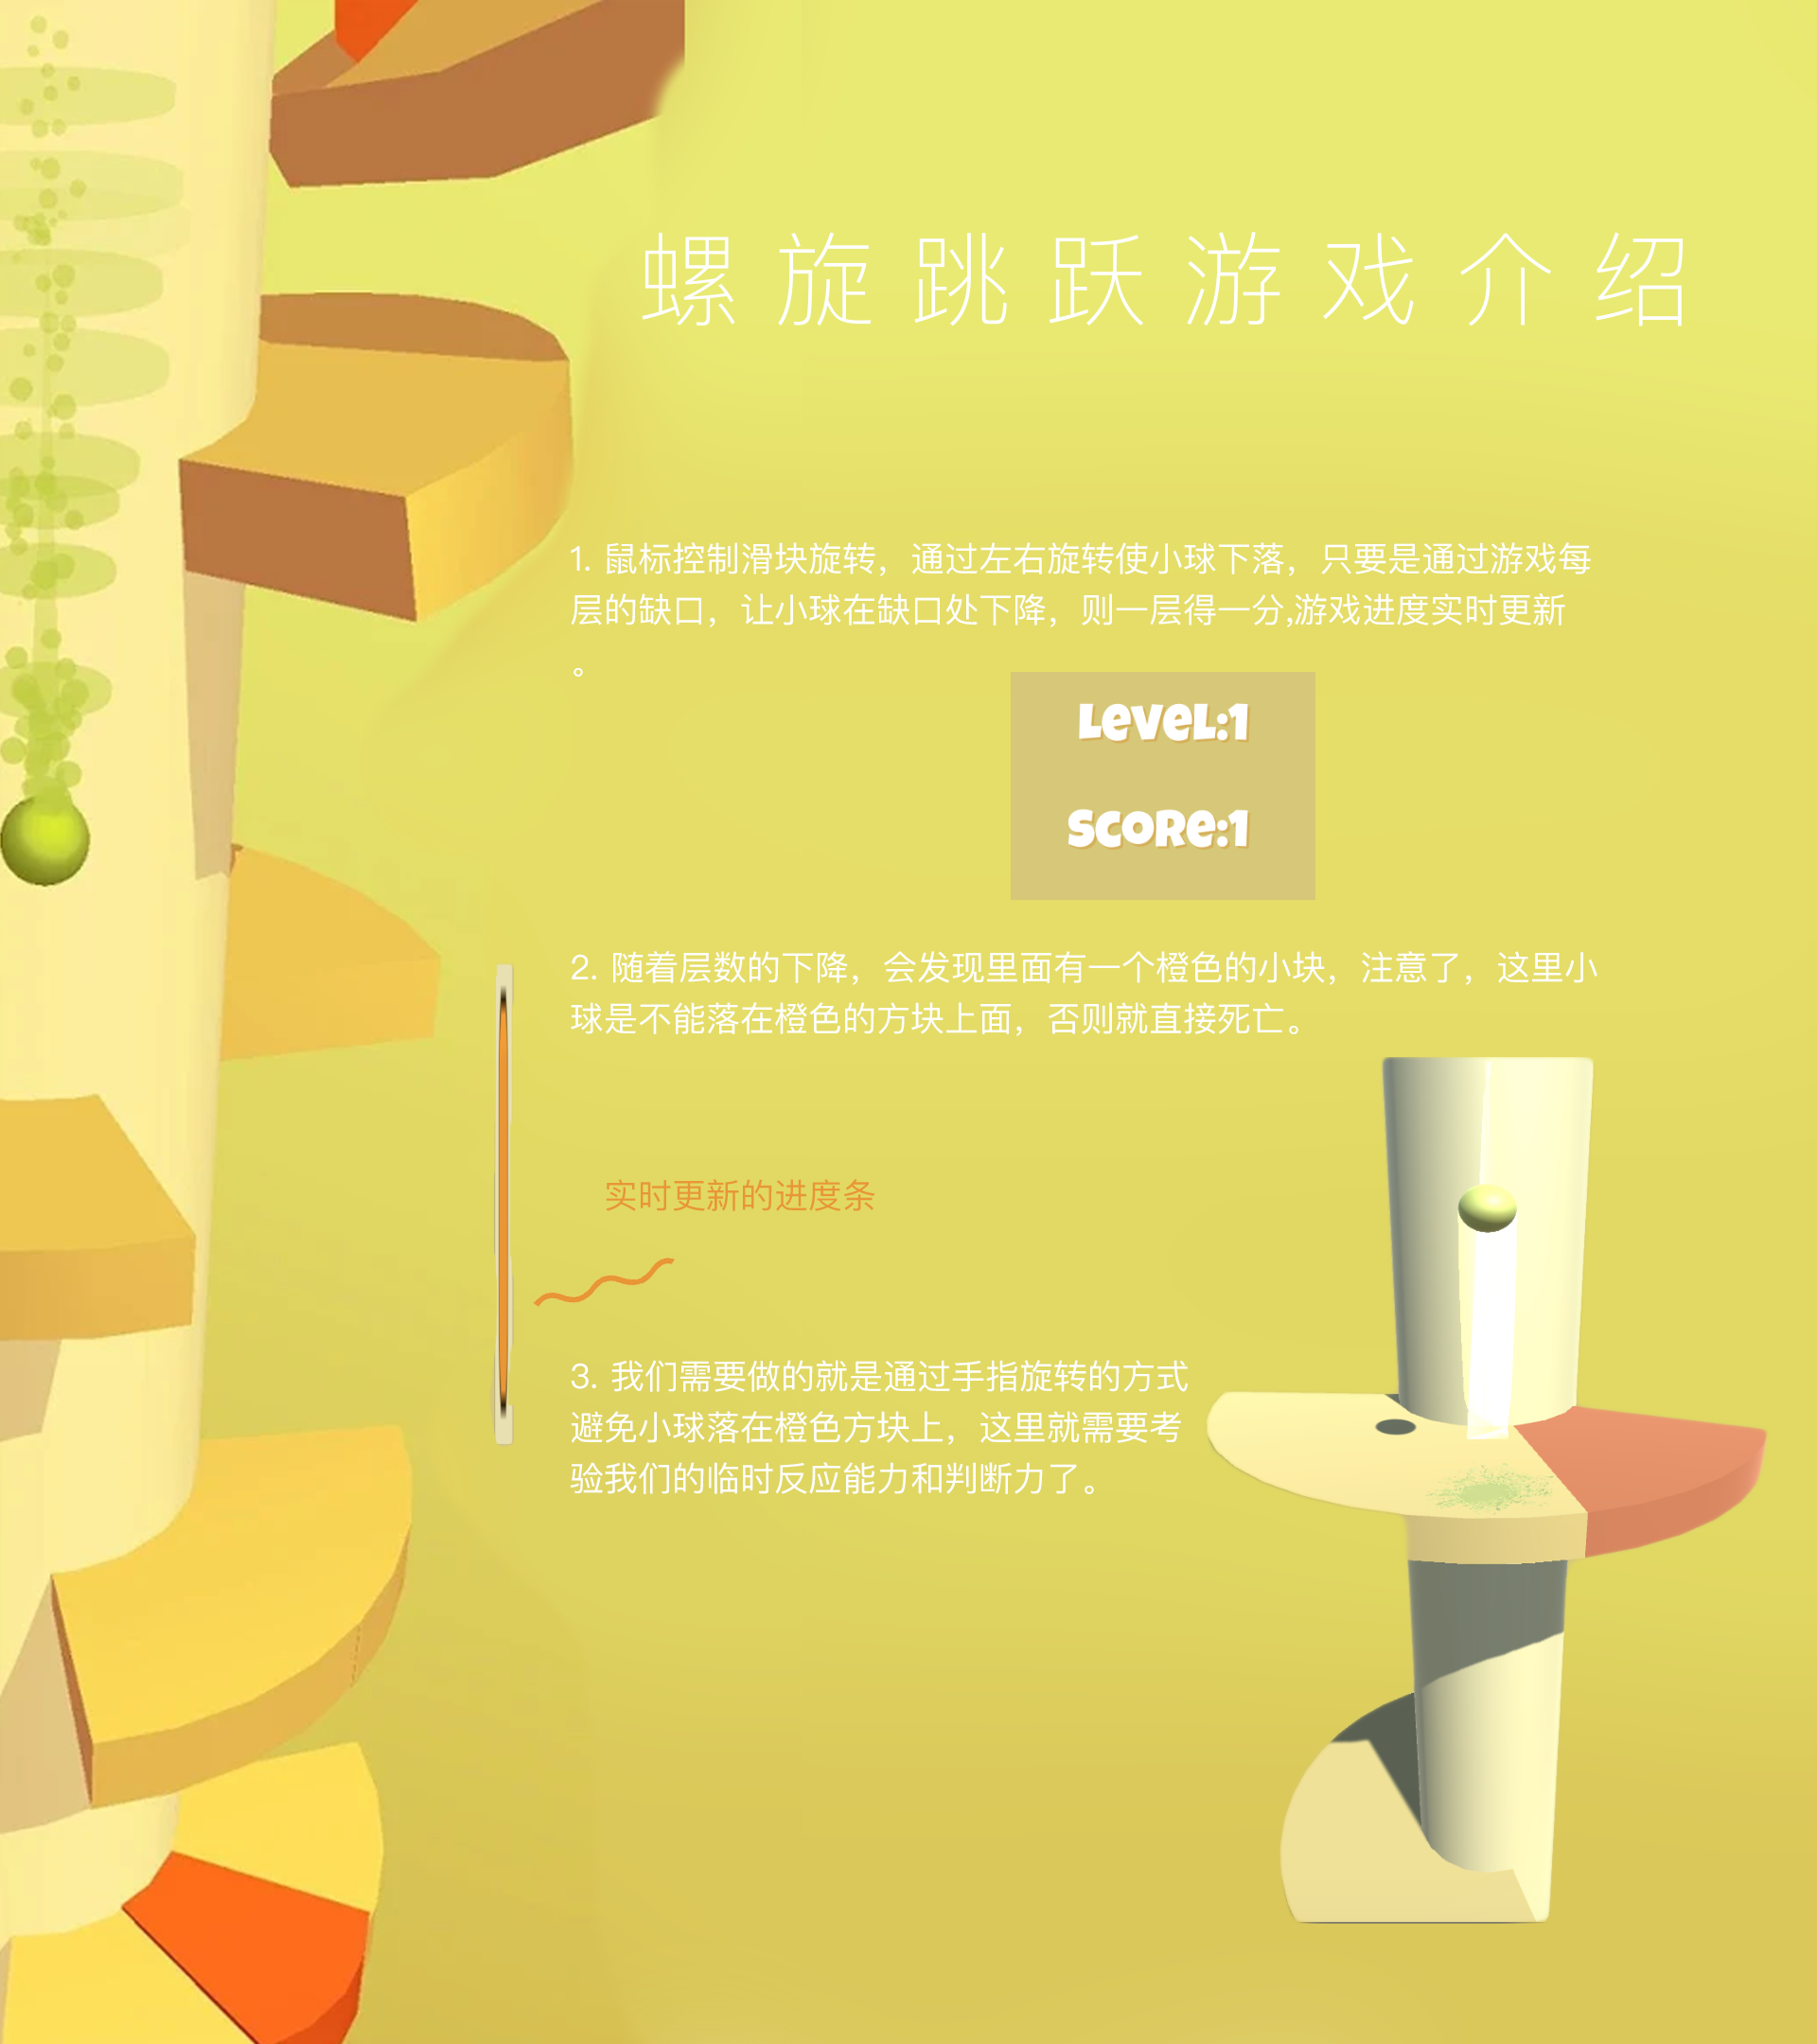 螺旋跳跃游戏介绍
1. 鼠标控制滑块旋转，通过左右旋转使小球下落，只要是通过游戏每
层的缺口，让小球在缺口处下降，则一层得一分,游戏进度实时更新
。
Level:1
Score:1
2. 随着层数的下降，会发现里面有一个橙色的小块，注意了，这里小
球是不能落在橙色的方块上面，否则就直接死亡。
实时更新的进度条
3. 我们需要做的就是通过手指旋转的方式
避免小球落在橙色方块上，这里就需要考
验我们的临时反应能力和判断力了。